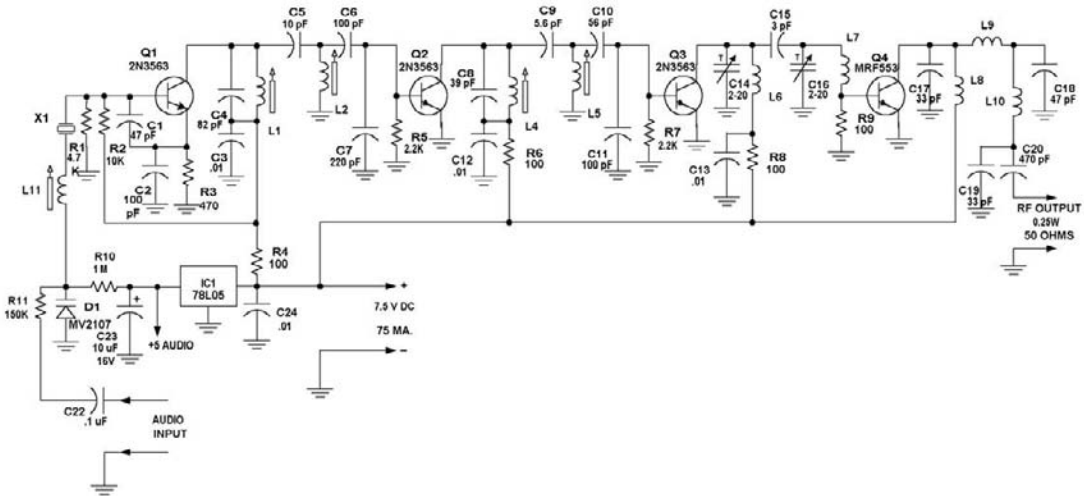 C5
10 pF
C6
100 pF
C9
5.6 pF
C10
56 pF
C15
3 pF
L7
L9
Q1
2N3563
Q2
2N3563
Q3
2N3563
Q4
MRF553
X1
C1
47 pF
R1
4.7
K
R2
10K
C2
100
pF
R3
470
C4
82 pF
C3
.01
L1
L2
C7
220 pF
R5
2.2K
C8
39 pF
C12
.01
L4
R6
100
L5
C11
100 pF
R7
2.2K
T
C14
2-20
L6
C13
.01
R8
100
T
C16
2-20
R9
100
C17
33 pF
L8
L10
C18
47 pF
C19
33 pF
C20
470 pF
RF OUTPUT
0.25W
50 OHMS
L11
R10
1M
R4
100
IC1
78L05
R11
150K
D1
MV2107
+
C23
10 uF
16V
+5 AUDIO
C24
.01
+
7.5 V DC
75 MA.
–
C22
.1 uF
AUDIO
INPUT